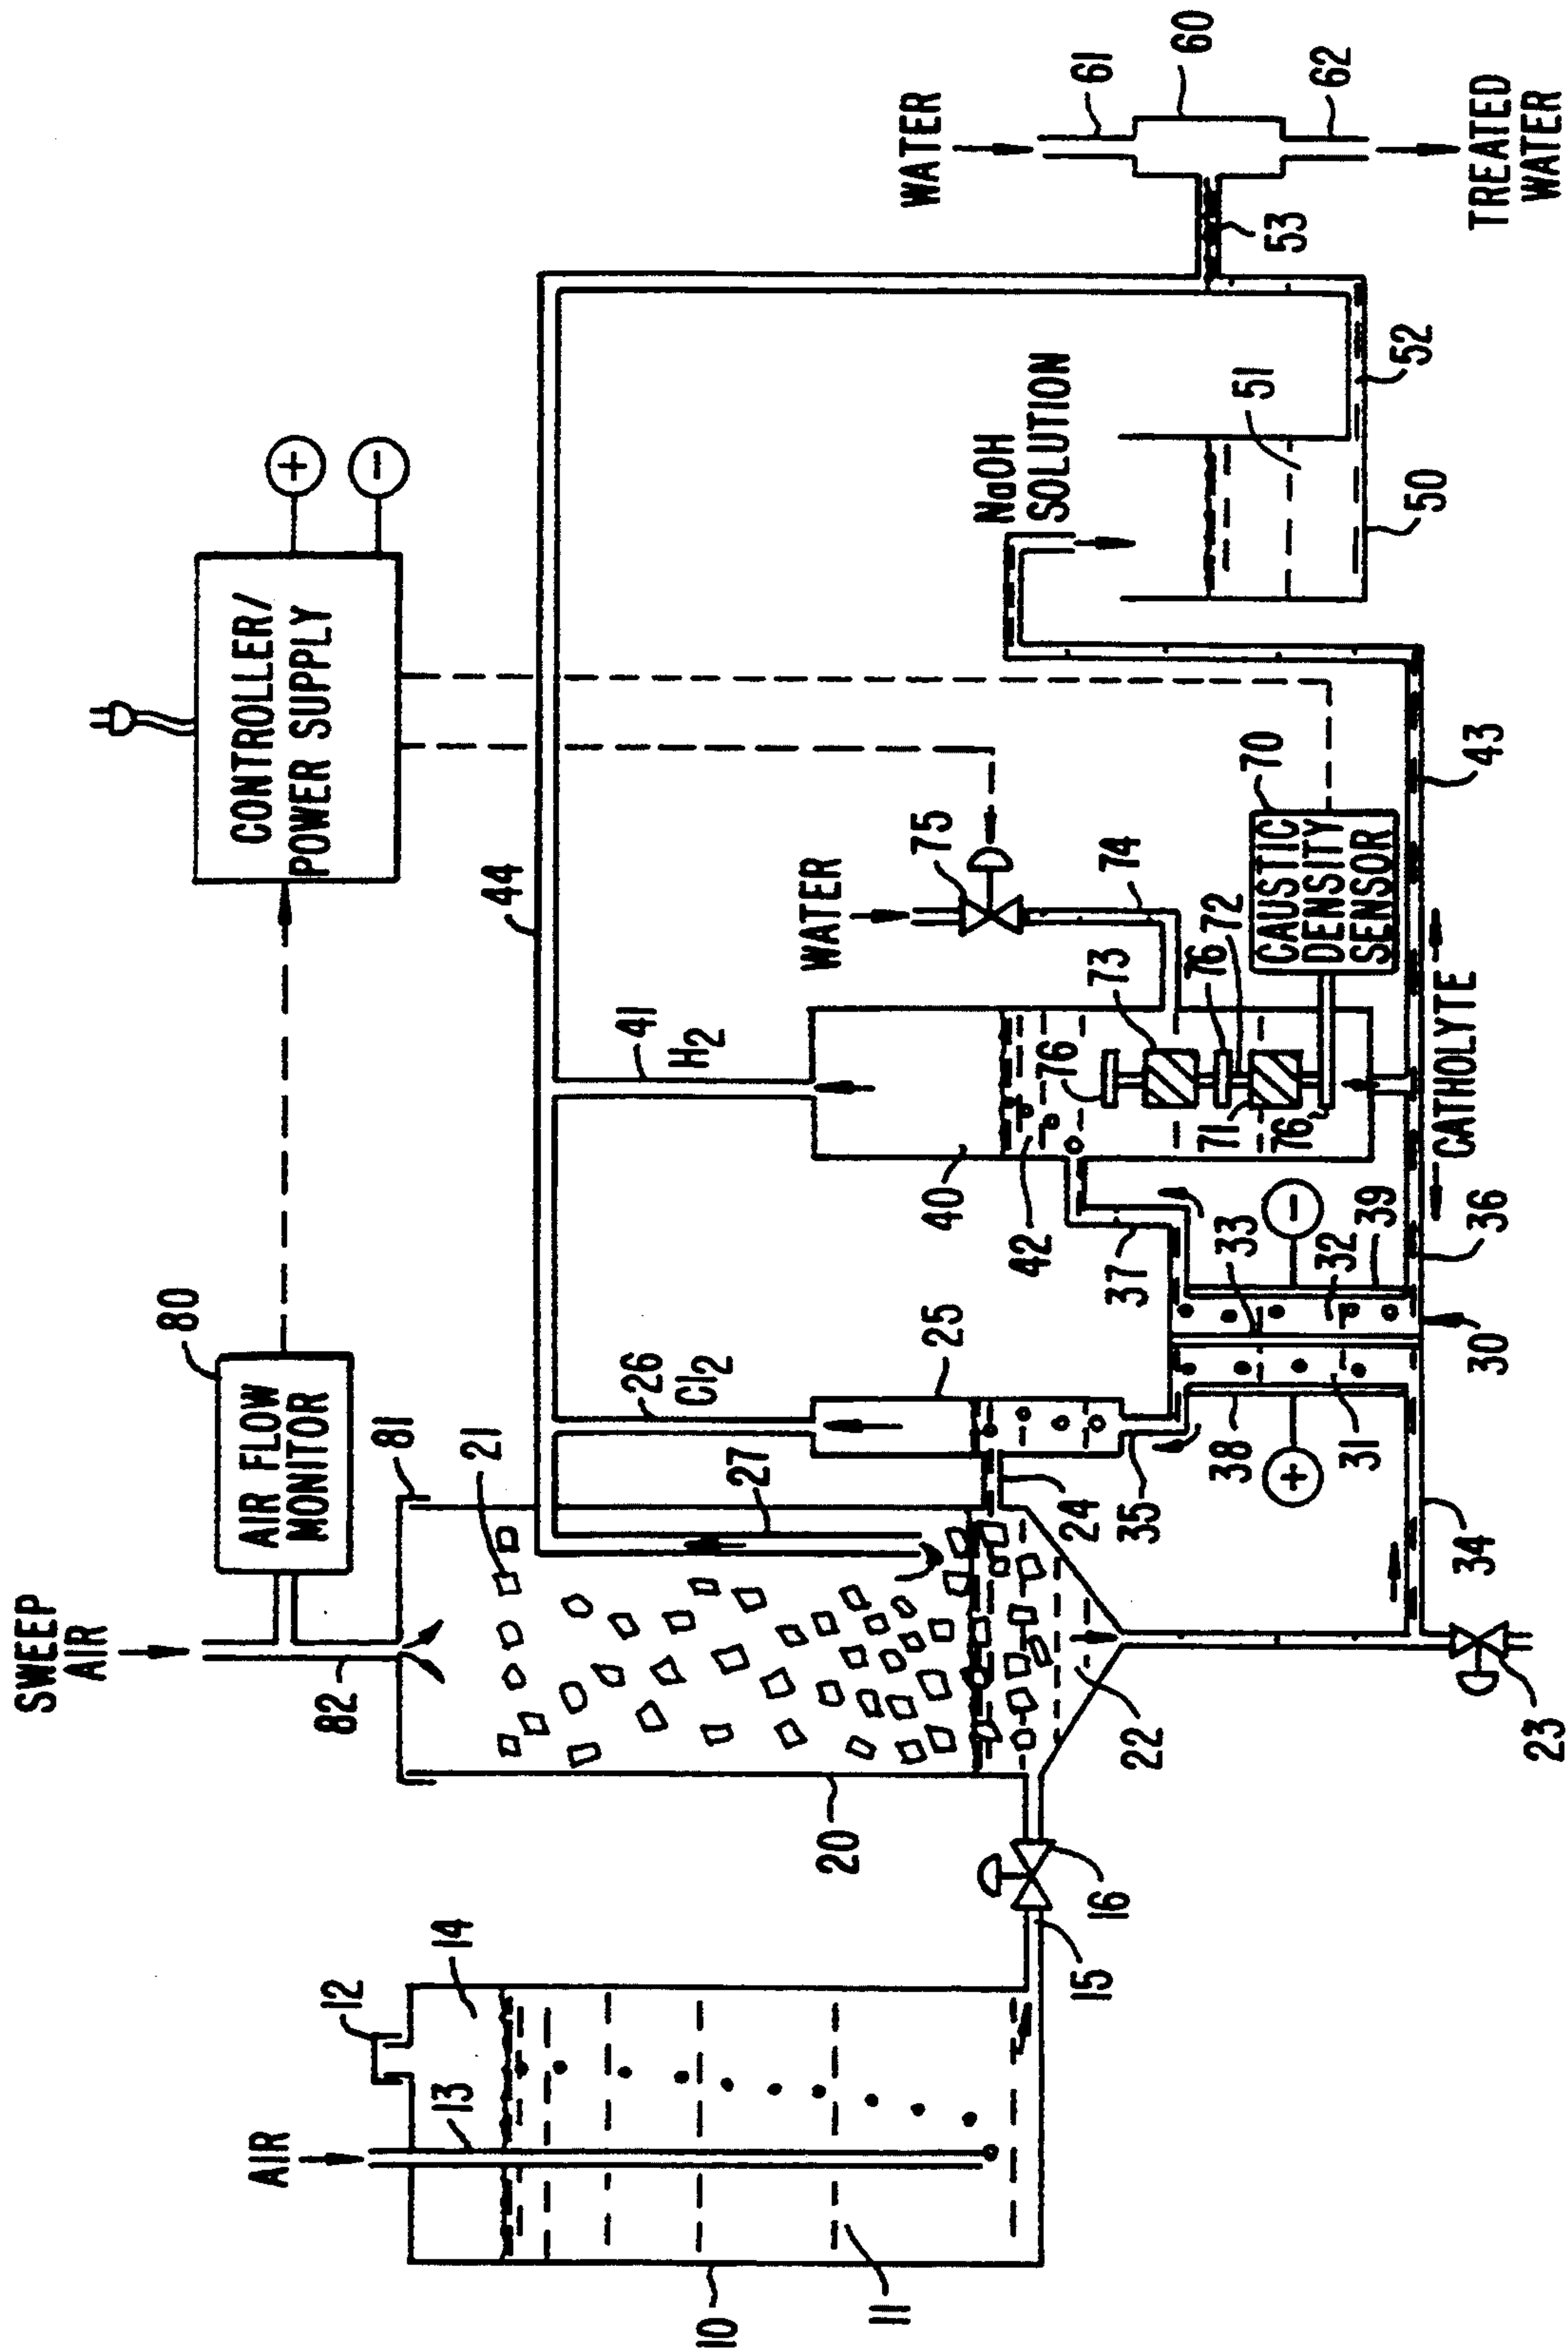 SWEEP
AIR
AIR
80
AIR FLOW
MONITOR
CONTROLLER/
POWER SUPPLY
+
-
12
82
81
13
14
21
44
26
Cl2
41
H2
27
25
WATER
75
73
74
76
76
72
71
76
70
CAUSTIC
DENSITY
SENSOR
NaOH
SOLUTION
WATER
61
60
53
62
TREATED
WATER
10
11
15
16
20
22
24
35
40
42
37
33
-
32
39
38
+
31
51
52
50
34
30
36
CATHOLYTE
43
23